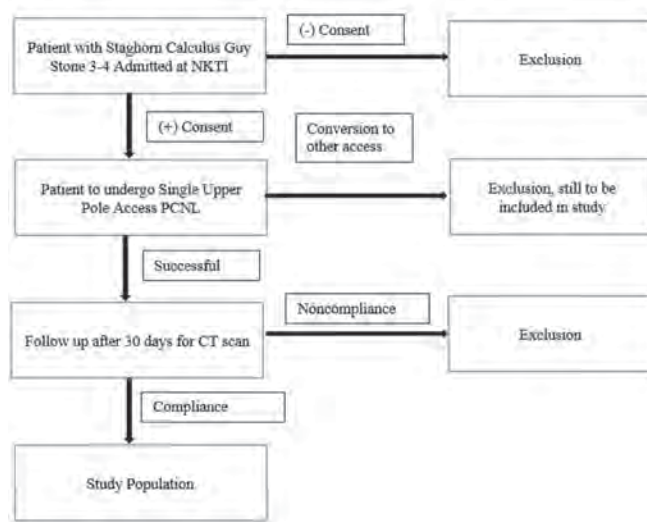 Patient with Staghorn Calculus Guy
Stone 3-4 Admitted at NKTI
(-) Consent
Exclusion
(+) Consent
Conversion to
other access
Patient to undergo Single Upper
Pole Access PCNL
Exclusion, still to be
included in study
Successful
Noncompliance
Follow up after 30 days for CT scan
Exclusion
Compliance
Study Population